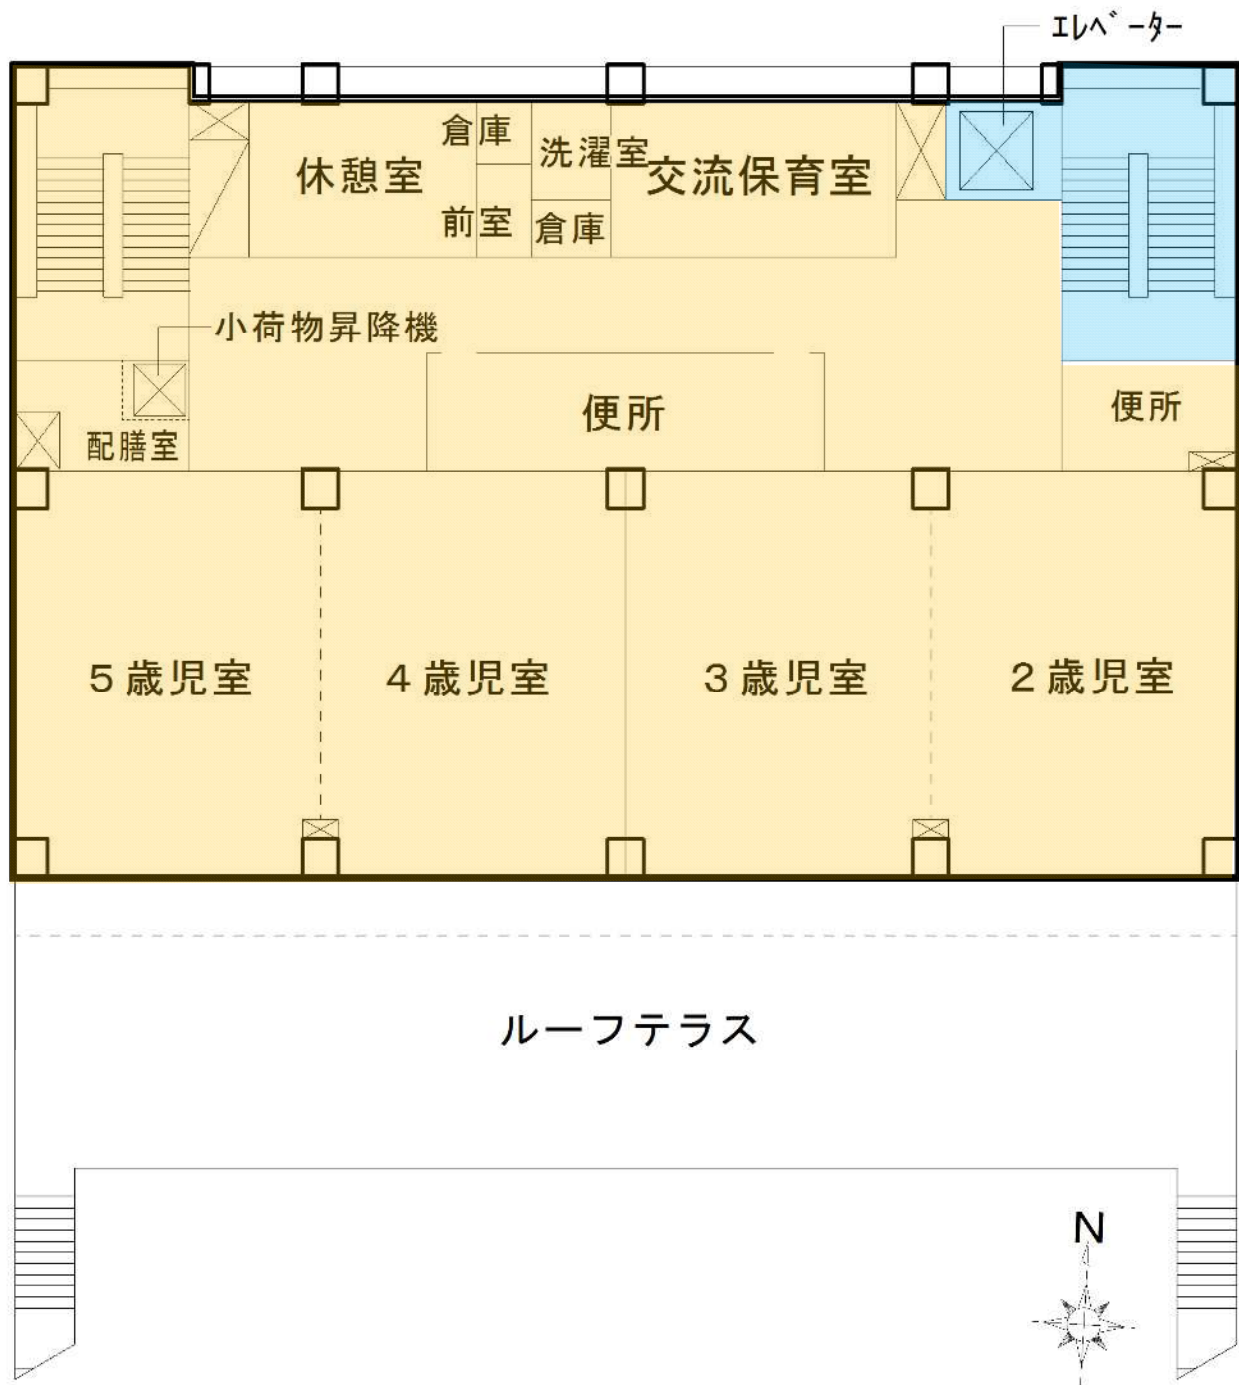 エレベーター
倉庫
洗濯室
休憩室
交流保育室
前室
倉庫
小荷物昇降機
便所
便所
配膳室
５歳児室
４歳児室
３歳児室
２歳児室
ルーフテラス
N